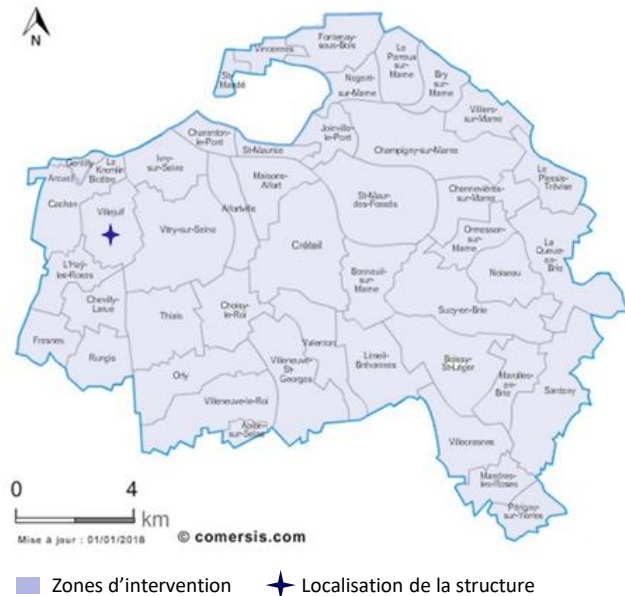 N
Fontenay-
sous-Bois
Le
Perreux
sur-
Marne
Vincennes
St-
Mandé
Nogent-
sur-Marne
Bry
sur-
Marne
Villiers-
sur-Marne
Joinville-
le-Pont
Charenton-
le-Pont
St-Maurice
Champigny-sur-Marne
Le Plessis-
Trévise
Gentilly
Le
Kremlin
Bicêtre
Ivry-
sur-Seine
Arcueil
Maisons-
Alfort
St-Maur
des-Fossés
Chennevières-
sur-Marne
Cachan
Villejuif
Vitry-sur-Seine
Alfortville
Créteil
Ormesson-
sur-
Marne
La
Queue-
en-Brie
Noiseau
L'Haÿ-
les-Roses
Bonneuil-
sur-
Marne
Chevilly-
Larue
Thiais
Choisy-
le-Roi
Sucy-en-Brie
Fresnes
Rungis
Orly
Valenton
Villeneuve-
St-
Georges
Limeil-
Brévannes
Boissy-
St-Léger
Marolles-
en-
Brie
Santeny
Villeneuve-le-Roi
Ablon-
sur-Seine
Villecresnes
Mandres-
les-Roses
Périgny-
sur-Yerres
0 4
km
Mise à jour : 01/01/2018 © comersis.com
Zones d'intervention Localisation de la structure